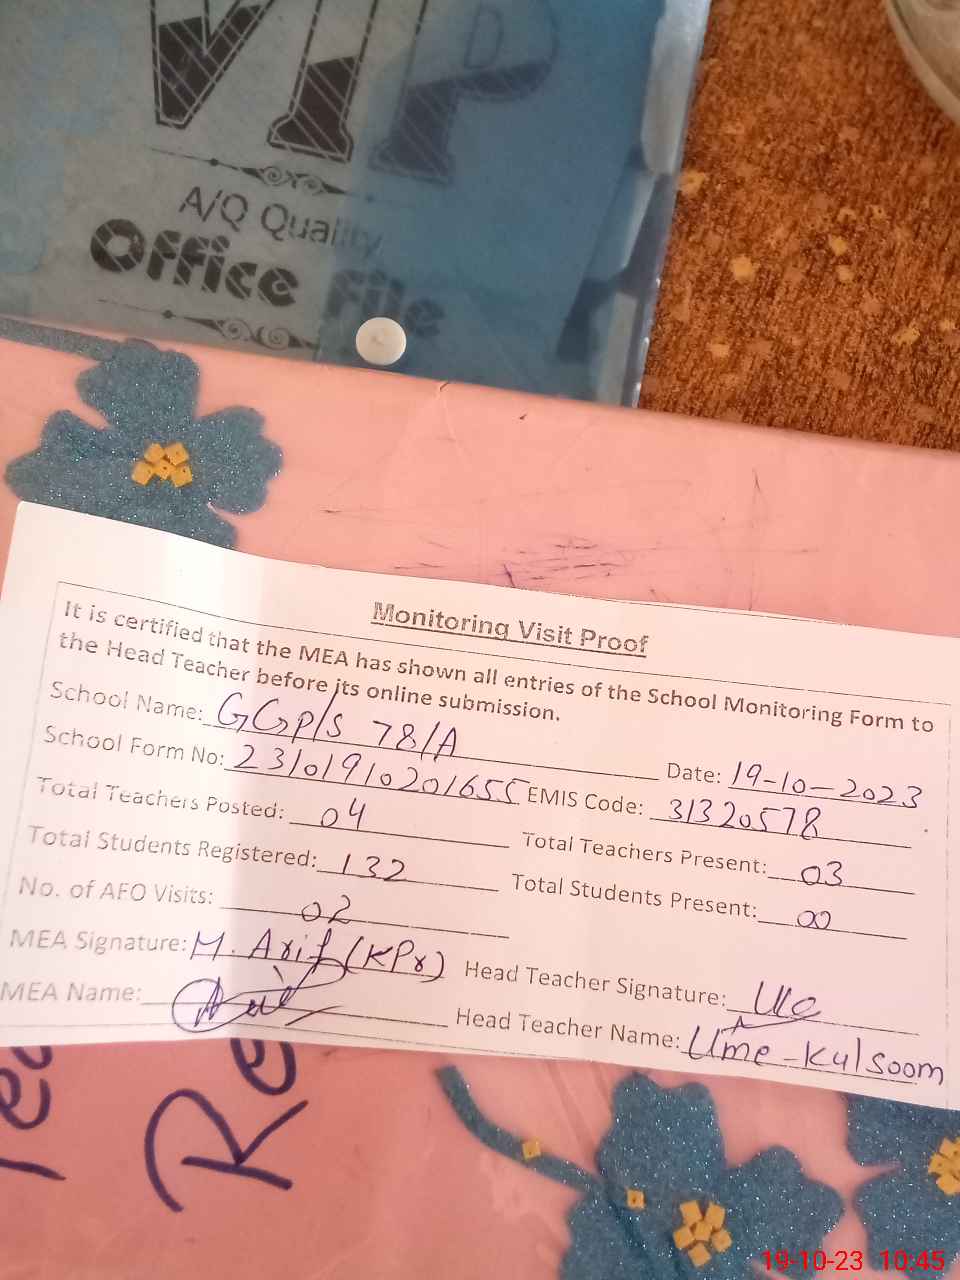 VIP
A/Q Quality
Office File
Monitoring Visit Proof
It is certified that the MEA has shown all entries of the School Monitoring Form to
the Head Teacher before its online submission.
School Name: GGP/S 78/A
Date: 19-10-2023
School Form No: 23101910201655 EMIS Code: 31320578
Total Teachers Posted: 04 Total Teachers Present: 03
Total Students Registered: 132 Total Students Present: 00
No. of AFO Visits: 02
MEA Signature: M. Arif (KPr) Head Teacher Signature:
MEA Name: Head Teacher Name: Ume-Kulsoom
Re
19-10-23 10:45